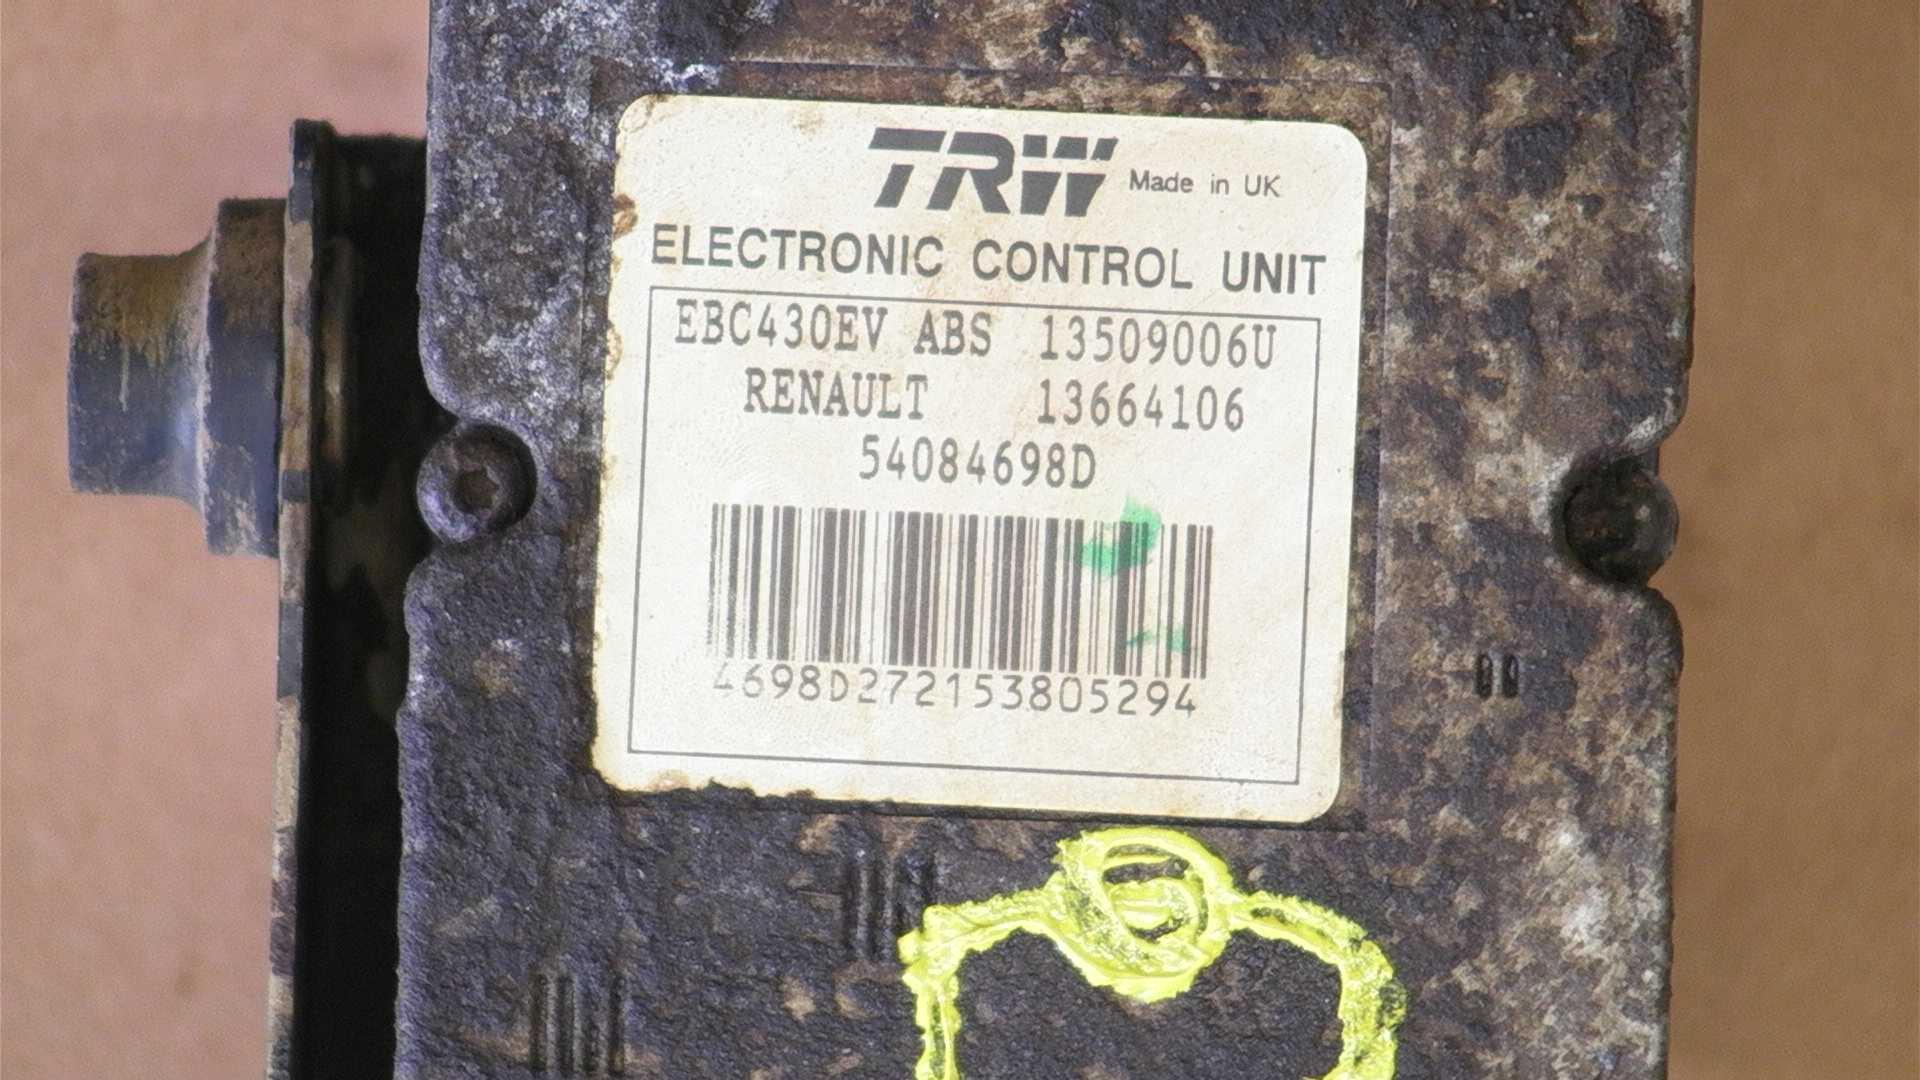 TRW Made in UK
ELECTRONIC CONTROL UNIT
EBC430EV ABS 13509006U
RENAULT 13664106
54084698D
4698D272153805294